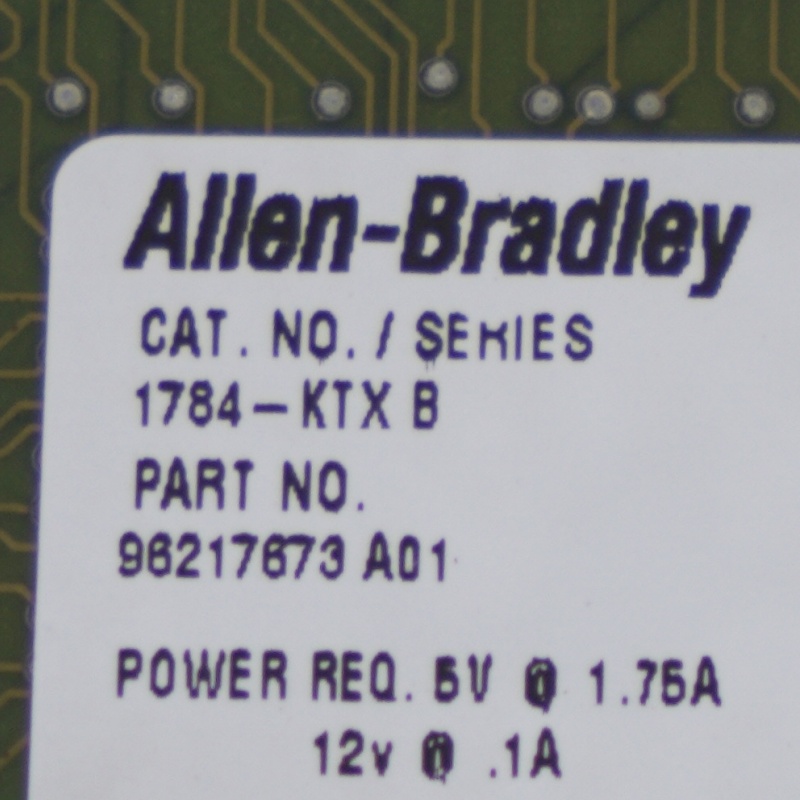 Allen-Bradley
CAT. NO. / SERIES
1784-KTX B
PART NO.
96217673 A01
POWER REQ. 5V @ 1.75A
12v @ .1A